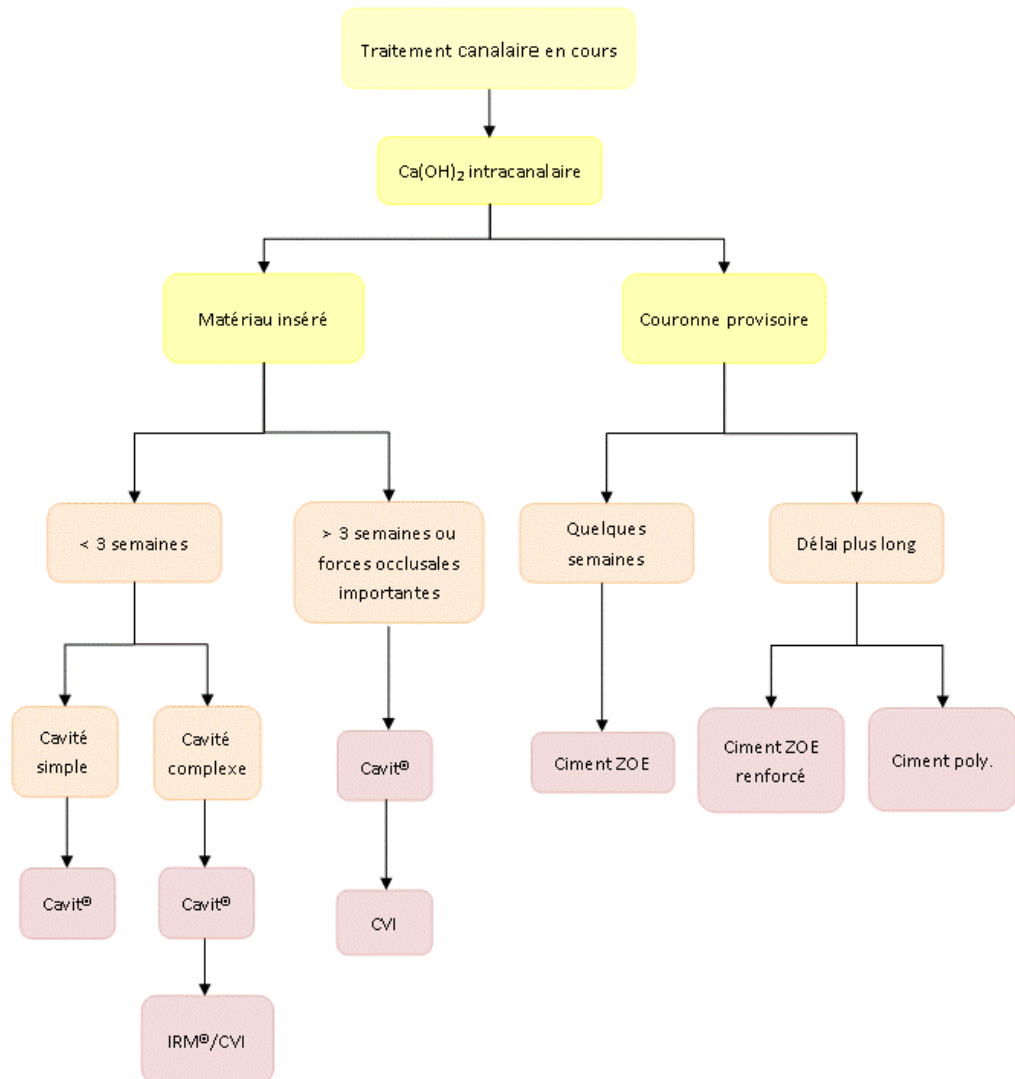 Traitement canalaire en cours
Ca(OH)₂ intracanalaire
Matériau inséré
Couronne provisoire
< 3 semaines
> 3 semaines ou
forces occlusales
importantes
Quelques
semaines
Délai plus long
Cavité
simple
Cavité
complexe
Cavit®
Ciment ZOE
Ciment ZOE
renforcé
Ciment poly.
Cavit®
Cavit®
CVI
IRM®/CVI